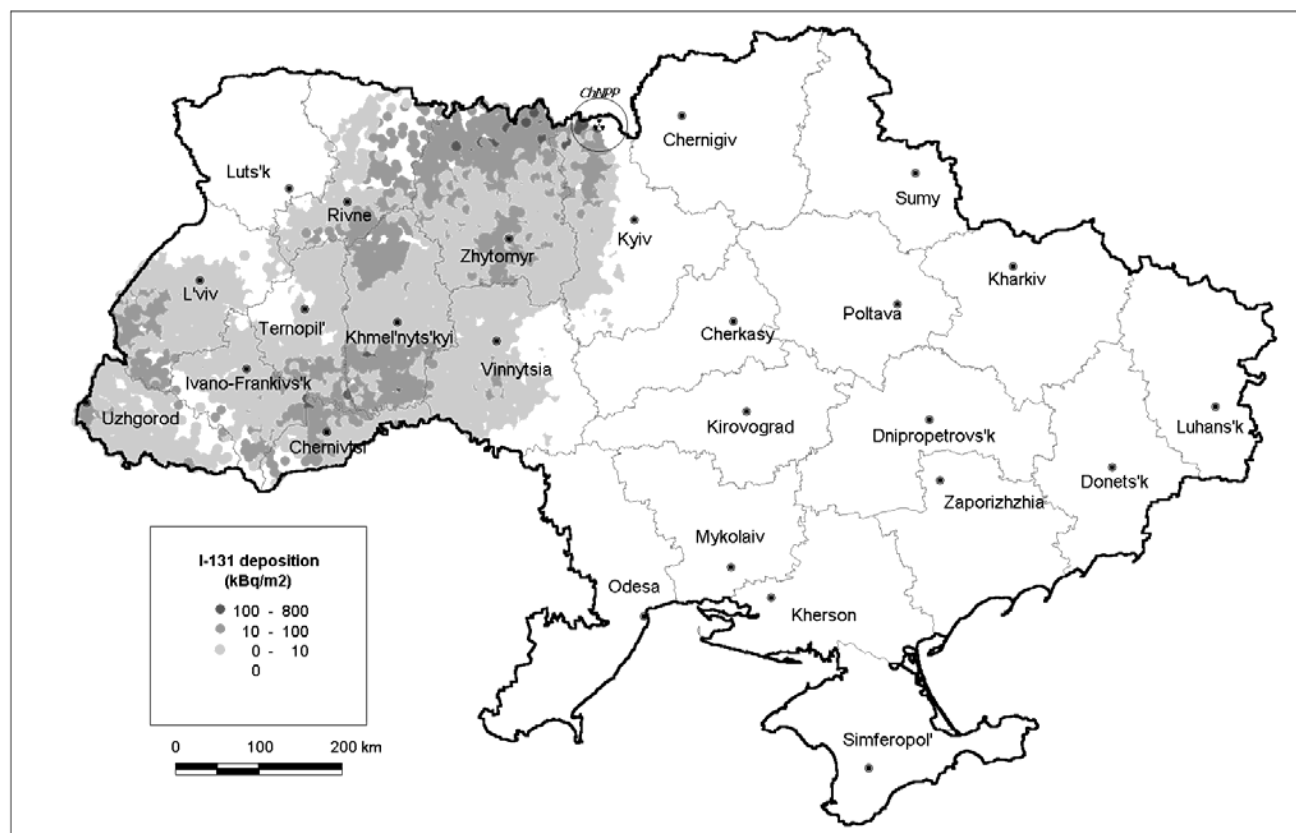 ChNPP
Chernigiv
Luts'k
Sumy
Rivne
Kyiv
Zhytomyr
Kharkiv
L'viv
Poltava
Ternopil'
Khmel'nyts'kyi
Cherkasy
Vinnytsia
Ivano-Frankivs'k
Uzhgorod
Kirovograd
Luhans'k
Dnipropetrovs'k
Chernivtsi
Donets'k
Zaporizhzhia
Mykolaiv
I-131 deposition
(kBq/m2)
100 - 800
10 - 100
0 - 10
0
Odesa
Kherson
0 100 200 km
Simferopol'